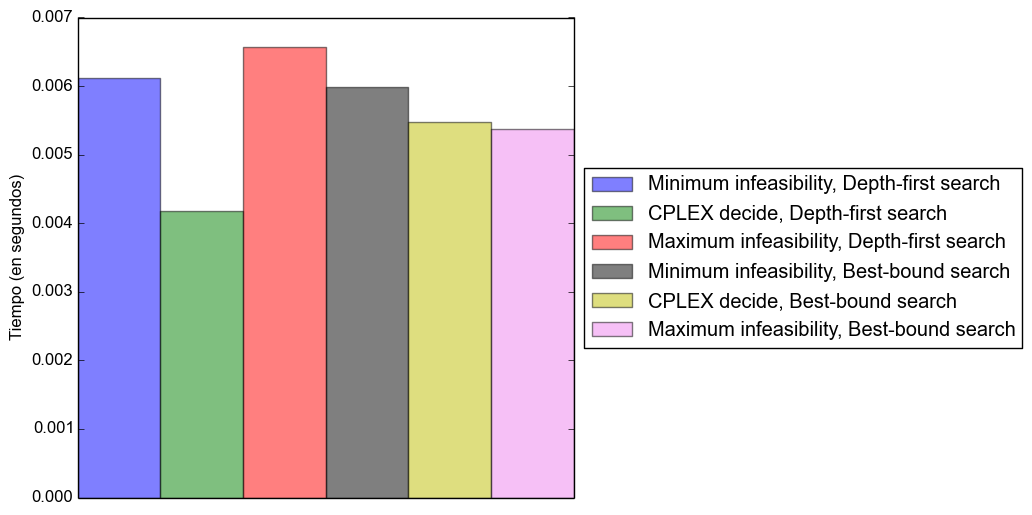 0.007
0.006
0.005
0.004
0.003
0.002
0.001
0.000
Tiempo (en segundos)
Minimum infeasibility, Depth-first search
CPLEX decide, Depth-first search
Maximum infeasibility, Depth-first search
Minimum infeasibility, Best-bound search
CPLEX decide, Best-bound search
Maximum infeasibility, Best-bound search